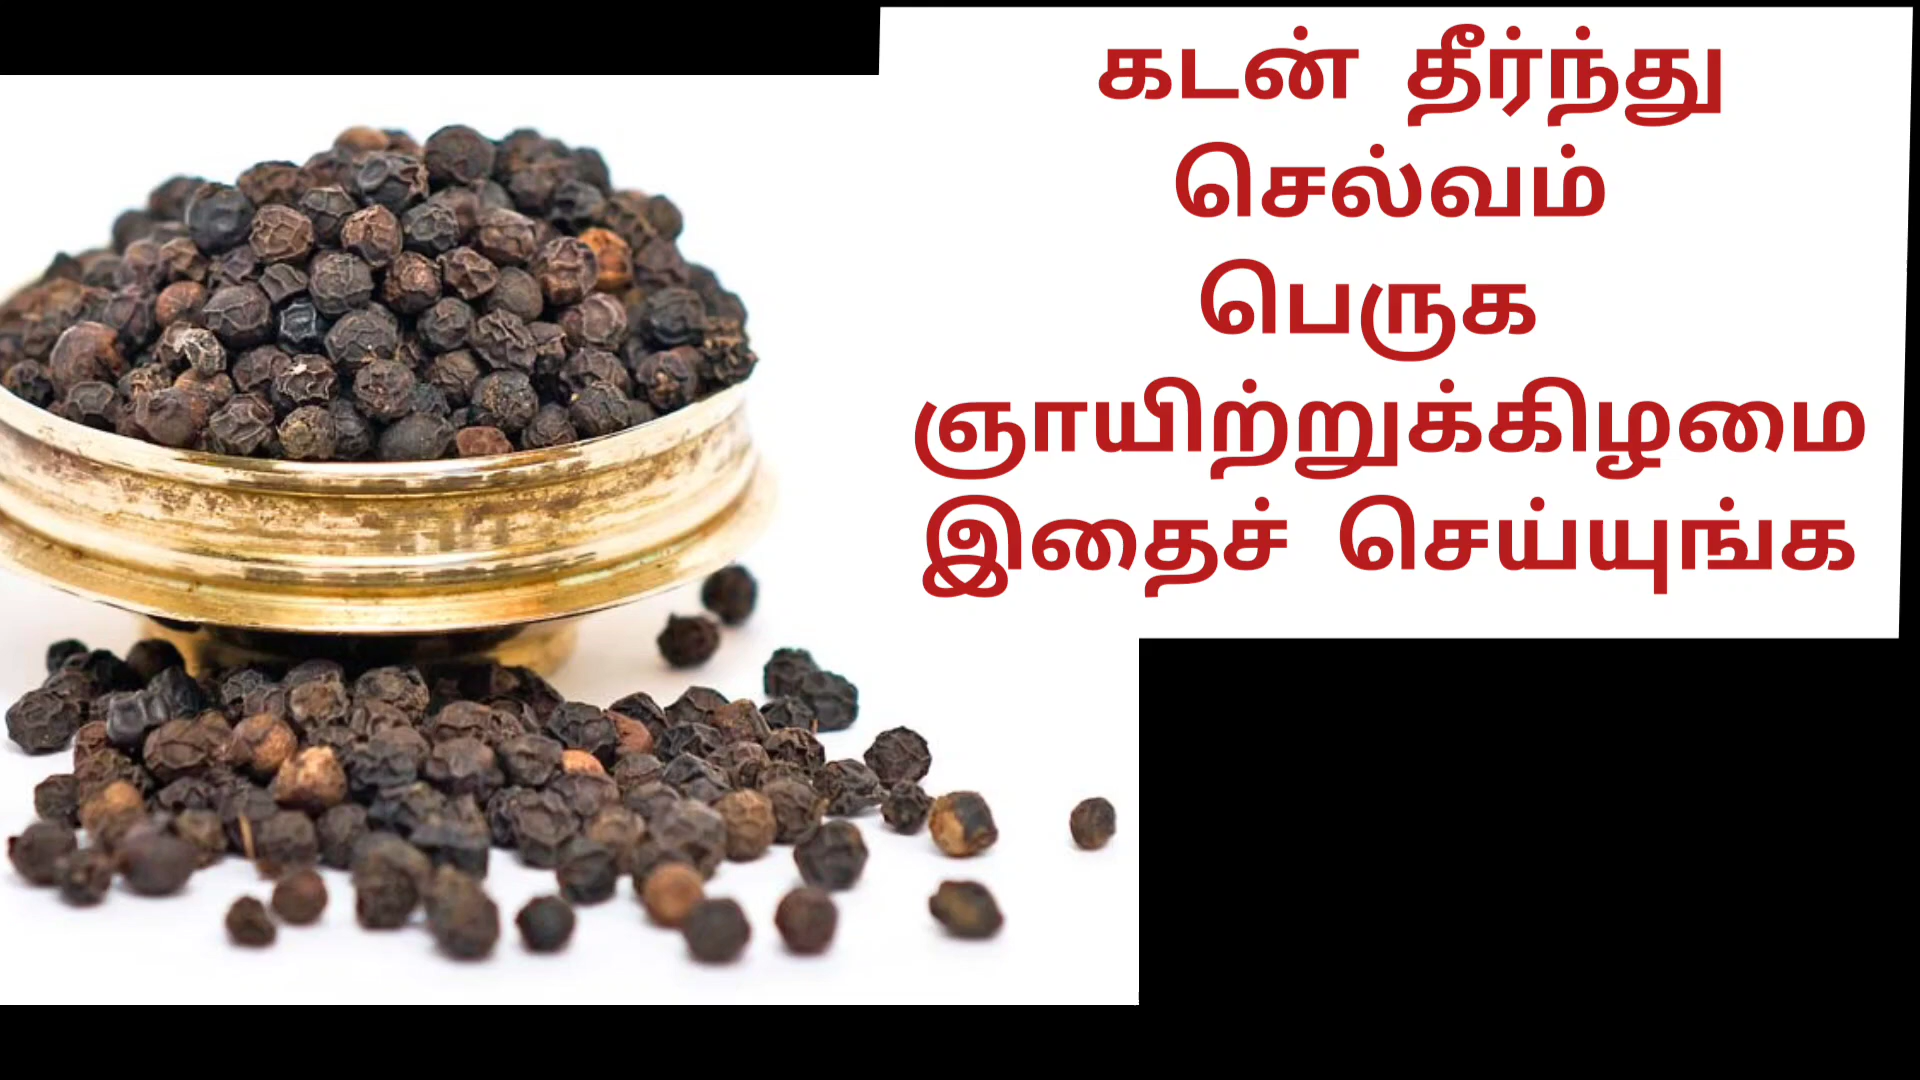 கடன் தீர்ந்து
செல்வம்
பெருக
ஞாயிற்றுக்கிழமை
இதைச் செய்யுங்க